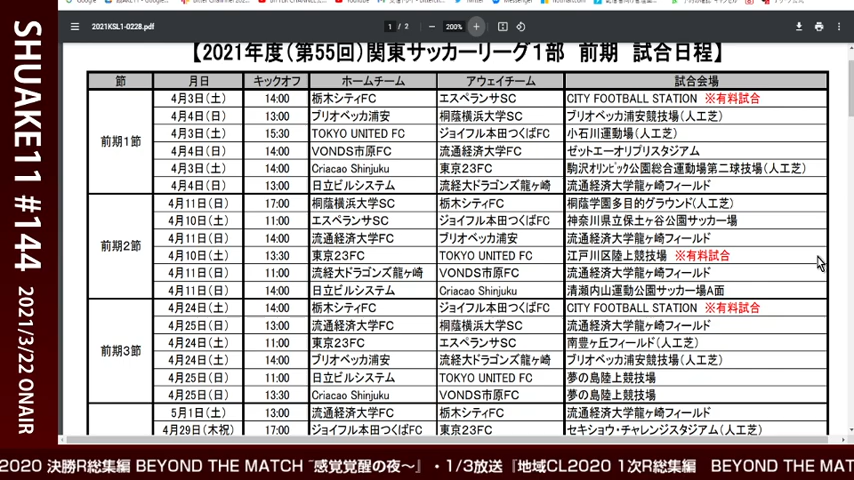 2021KSL1-0228.pdf
1 / 2
200%
【2021年度（第55回）関東サッカーリーグ1部 前期 試合日程】
節 月日 キックオフ ホームチーム アウェイチーム 試合会場
前期1節
4月3日（土） 14:00 栃木シティFC エスペランサSC CITY FOOTBALL STATION ※有料試合
4月4日（日） 13:00 ブリオベッカ浦安 桐蔭横浜大学SC ブリオベッカ浦安競技場（人工芝）
4月3日（土） 15:30 TOKYO UNITED FC ジョイフル本田つくばFC 小石川運動場（人工芝）
4月4日（日） 14:00 VONDS市原FC 流通経済大学FC ゼットエーオリプリスタジアム
4月3日（土） 14:00 Criacao Shinjuku 東京23FC 駒沢オリンピック公園総合運動場第二球技場（人工芝）
4月4日（日） 13:00 日立ビルシステム 流経大ドラゴンズ龍ヶ崎 流通経済大学龍ヶ崎フィールド
前期2節
4月11日（日） 17:00 桐蔭横浜大学SC 栃木シティFC 桐蔭学園多目的グラウンド（人工芝）
4月10日（土） 11:00 エスペランサSC ジョイフル本田つくばFC 神奈川県立保土ヶ谷公園サッカー場
4月11日（日） 14:00 流通経済大学FC ブリオベッカ浦安 流通経済大学龍ヶ崎フィールド
4月10日（土） 13:30 東京23FC TOKYO UNITED FC 江戸川区陸上競技場 ※有料試合
4月11日（日） 11:00 流経大ドラゴンズ龍ヶ崎 VONDS市原FC 流通経済大学龍ヶ崎フィールド
4月11日（日） 14:00 日立ビルシステム Criacao Shinjuku 清瀬内山運動公園サッカー場A面
前期3節
4月24日（土） 14:00 栃木シティFC ジョイフル本田つくばFC CITY FOOTBALL STATION ※有料試合
4月25日（日） 13:00 流通経済大学FC 桐蔭横浜大学SC 流通経済大学龍ヶ崎フィールド
4月24日（土） 11:00 東京23FC エスペランサSC 南豊ヶ丘フィールド（人工芝）
4月24日（土） 14:00 ブリオベッカ浦安 流経大ドラゴンズ龍ヶ崎 ブリオベッカ浦安競技場（人工芝）
4月25日（日） 11:00 日立ビルシステム TOKYO UNITED FC 夢の島陸上競技場
4月25日（日） 13:30 Criacao Shinjuku VONDS市原FC 夢の島陸上競技場
5月1日（土） 13:00 流通経済大学FC 栃木シティFC 流通経済大学龍ヶ崎フィールド
4月29日（木祝） 17:00 ジョイフル本田つくばFC 東京23FC セキショウ・チャレンジスタジアム（人工芝）
SHUAKE11 #144 2021/3/22 ONAIR
2020 決勝R総集編 BEYOND THE MATCH ~感覚覚醒の夜~』 ・1/3放送『地域CL2020 1次R総集編 BEYOND THE MAT